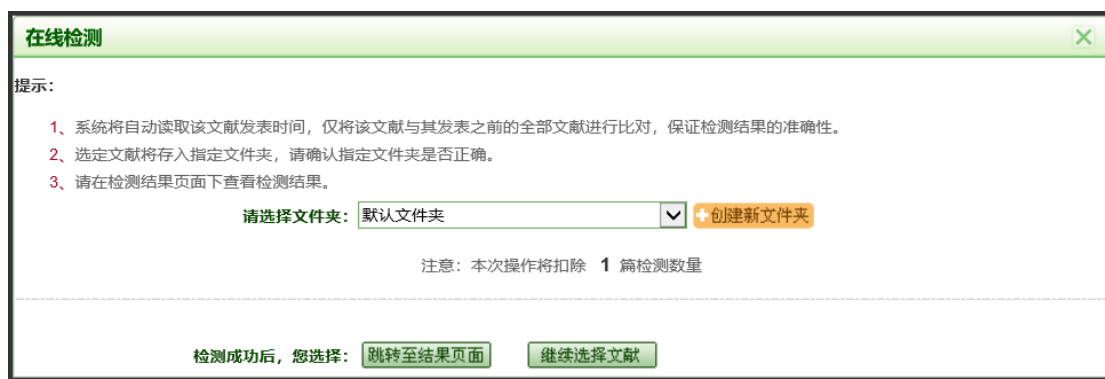 在线检测
提示：
1、系统将自动读取该文献发表时间，仅将该文献与其发表之前的全部文献进行比对，保证检测结果的准确性。
2、选定文献将存入指定文件夹，请确认指定文件夹是否正确。
3、请在检测结果页面下查看检测结果。
请选择文件夹： 默认文件夹 创建新文件夹
注意：本次操作将扣除 1 篇检测数量
检测成功后，您选择： 跳转至结果页面 继续选择文献